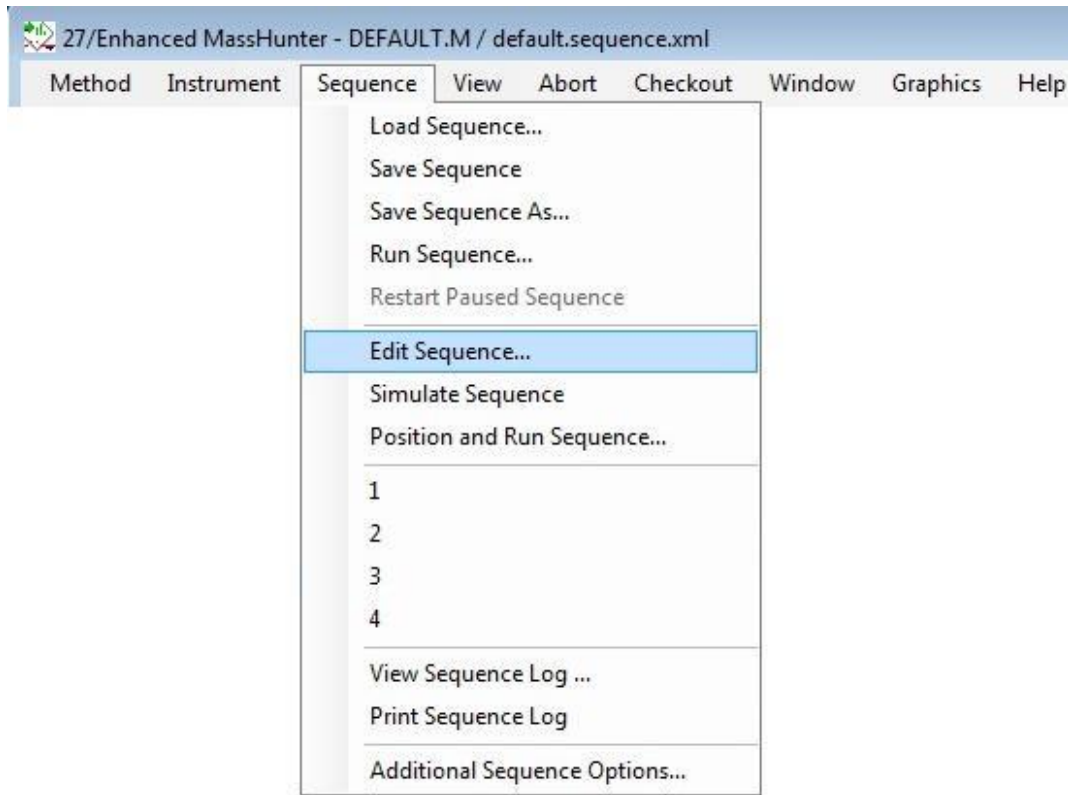 27/Enhanced MassHunter - DEFAULT.M / default.sequence.xml
Method Instrument Sequence View Abort Checkout Window Graphics Help
Load Sequence...
Save Sequence
Save Sequence As...
Run Sequence...
Restart Paused Sequence
Edit Sequence...
Simulate Sequence
Position and Run Sequence...
1
2
3
4
View Sequence Log ...
Print Sequence Log
Additional Sequence Options...